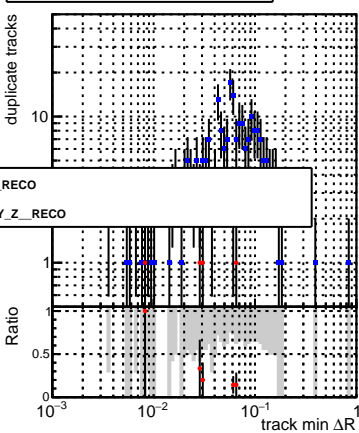 duplicate tracks
10
_RECO
Y_Z__RECO
1
Ratio
1
0.5
0
10⁻³ 10⁻² 10⁻¹ 1
track min ΔR